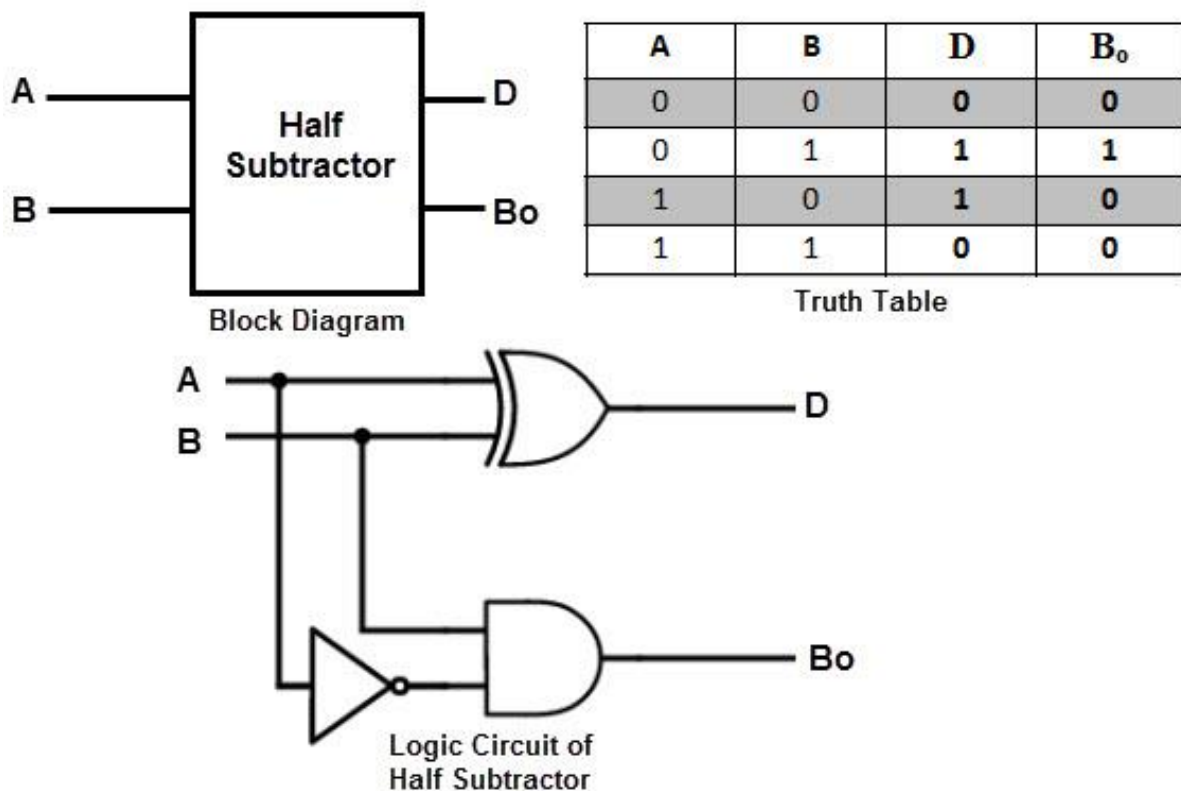 A
B
Half
Subtractor
D
Bo
Block Diagram
A B D Bₒ
0 0 0 0
0 1 1 1
1 0 1 0
1 1 0 0
Truth Table
A
B
D
Bo
Logic Circuit of
Half Subtractor